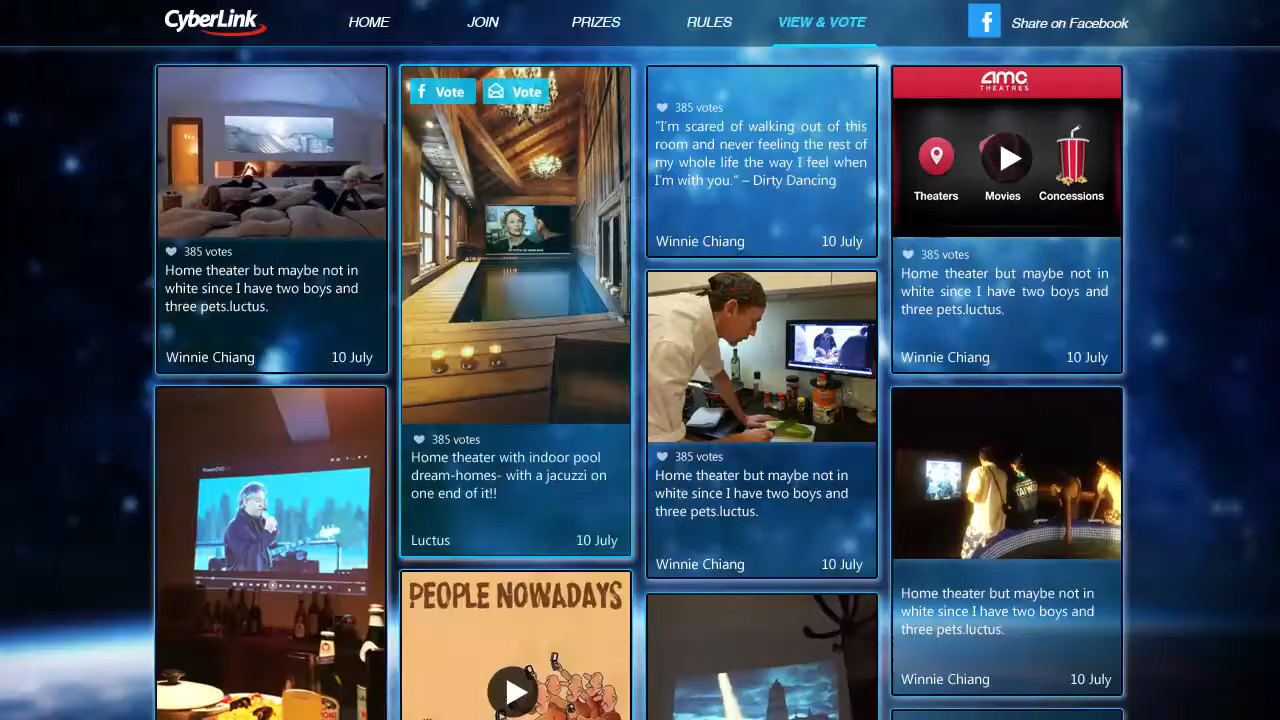 CyberLink
HOME
JOIN
PRIZES
RULES
VIEW & VOTE
Share on Facebook
385 votes
Home theater but maybe not in
white since I have two boys and
three pets.luctus.
Winnie Chiang 10 July
Vote
Vote
385 votes
Home theater with indoor pool
dream-homes- with a jacuzzi on
one end of it!!
Luctus 10 July
PEOPLE NOWADAYS
385 votes
"I'm scared of walking out of this
room and never feeling the rest of
my whole life the way I feel when
I'm with you." – Dirty Dancing
Winnie Chiang 10 July
385 votes
Home theater but maybe not in
white since I have two boys and
three pets.luctus.
Winnie Chiang 10 July
amc
THEATRES
Theaters
Movies
Concessions
385 votes
Home theater but maybe not in
white since I have two boys and
three pets.luctus.
Winnie Chiang 10 July
Home theater but maybe not in
white since I have two boys and
three pets.luctus.
Winnie Chiang 10 July